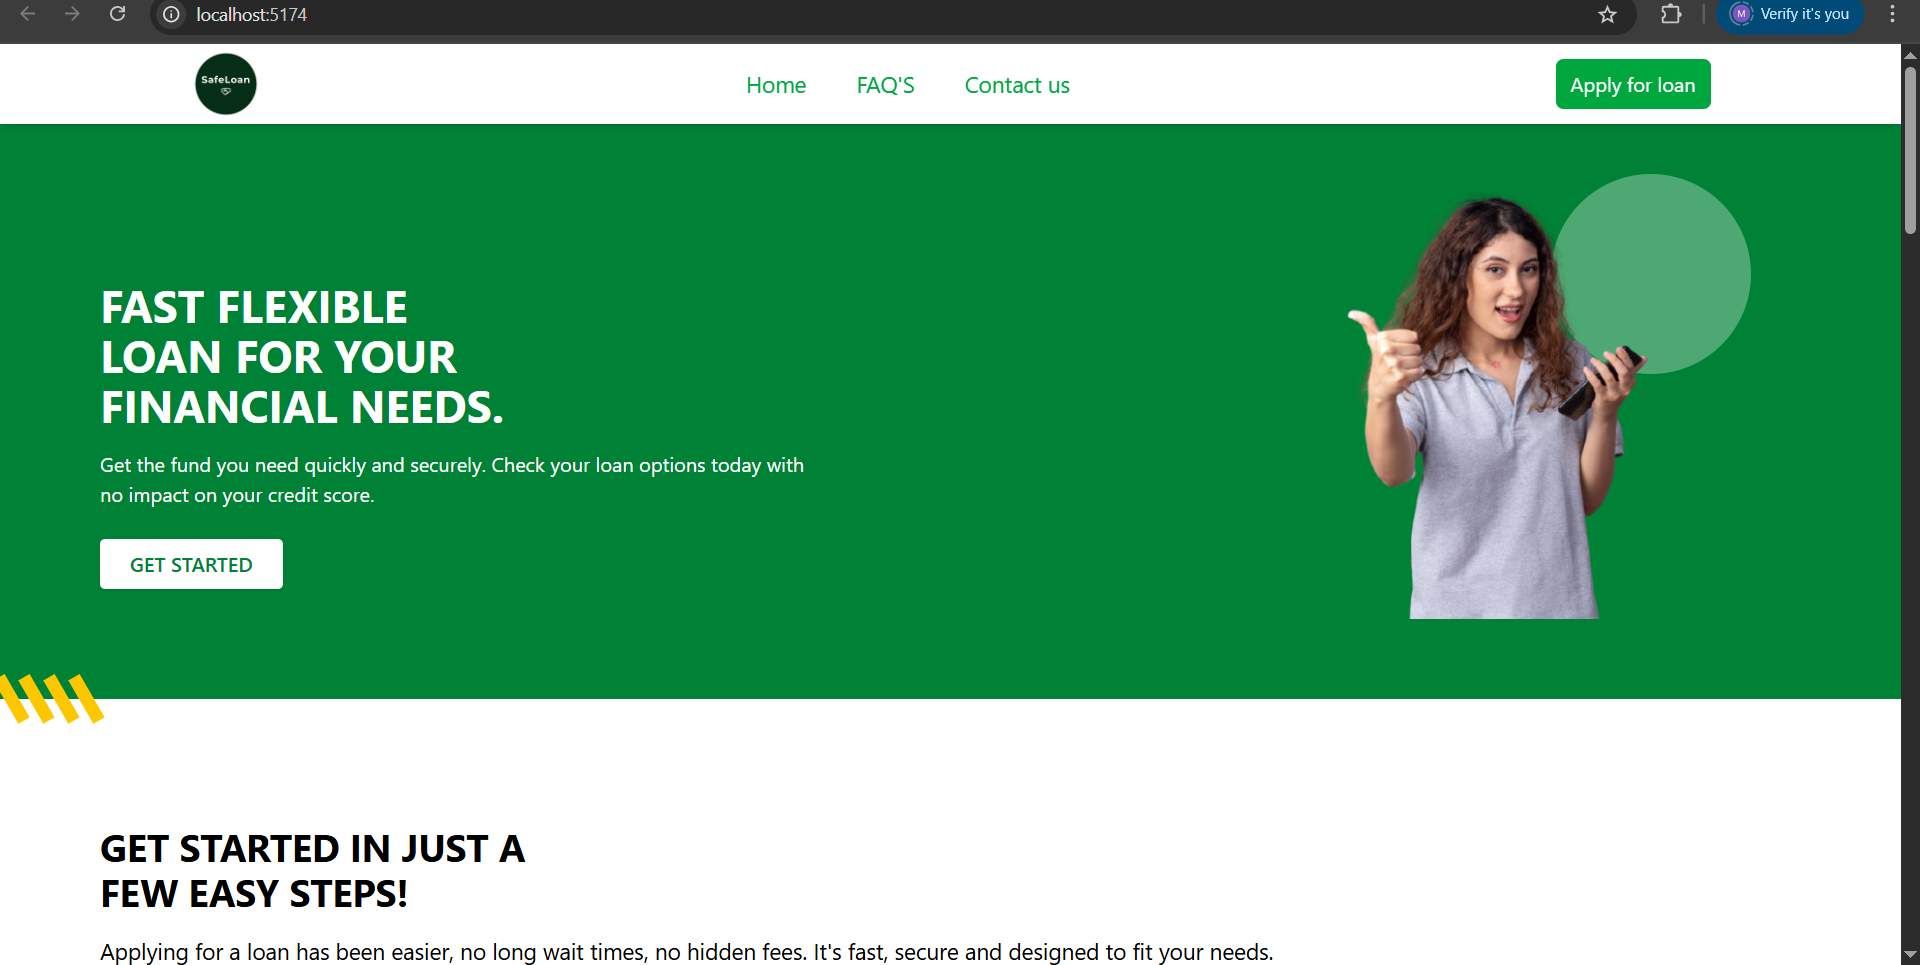 localhost:5174
M
Verify it's you
SafeLoan
Home
FAQ'S
Contact us
Apply for loan
FAST FLEXIBLE
LOAN FOR YOUR
FINANCIAL NEEDS.
Get the fund you need quickly and securely. Check your loan options today with
no impact on your credit score.
GET STARTED
GET STARTED IN JUST A
FEW EASY STEPS!
Applying for a loan has been easier, no long wait times, no hidden fees. It's fast, secure and designed to fit your needs.